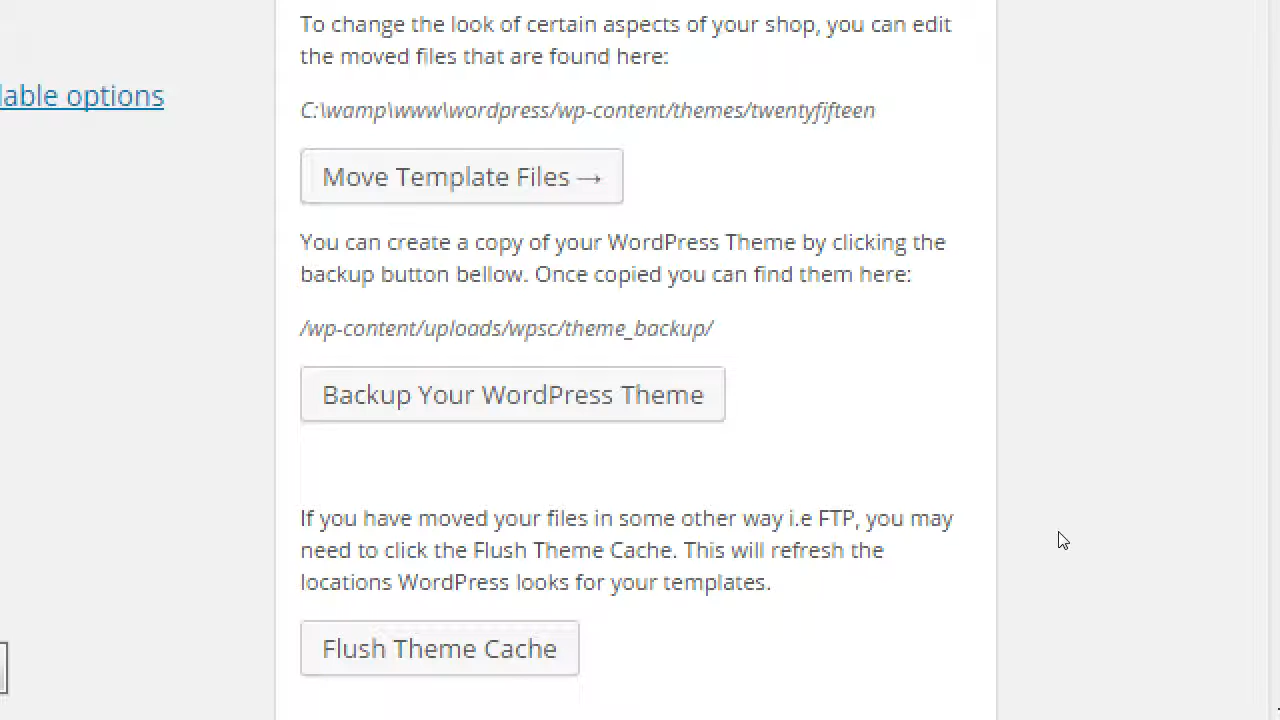 To change the look of certain aspects of your shop, you can edit
the moved files that are found here:
lable options
C:\wamp\www\wordpress/wp-content/themes/twentyfifteen
Move Template Files →
You can create a copy of your WordPress Theme by clicking the
backup button bellow. Once copied you can find them here:
/wp-content/uploads/wpsc/theme_backup/
Backup Your WordPress Theme
If you have moved your files in some other way i.e FTP, you may
need to click the Flush Theme Cache. This will refresh the
locations WordPress looks for your templates.
Flush Theme Cache